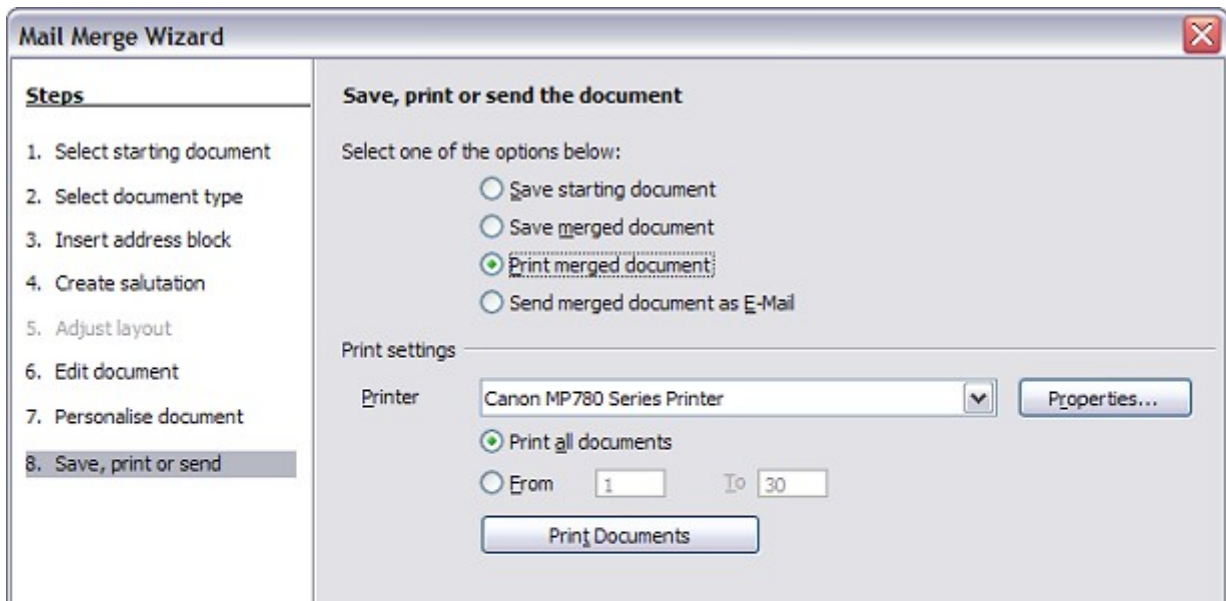 Mail Merge Wizard
Steps
1. Select starting document
2. Select document type
3. Insert address block
4. Create salutation
5. Adjust layout
6. Edit document
7. Personalise document
8. Save, print or send
Save, print or send the document
Select one of the options below:
Save starting document
Save merged document
Print merged document
Send merged document as E-Mail
Print settings
Printer Canon MP780 Series Printer Properties...
Print all documents
From 1 To 30
Print Documents